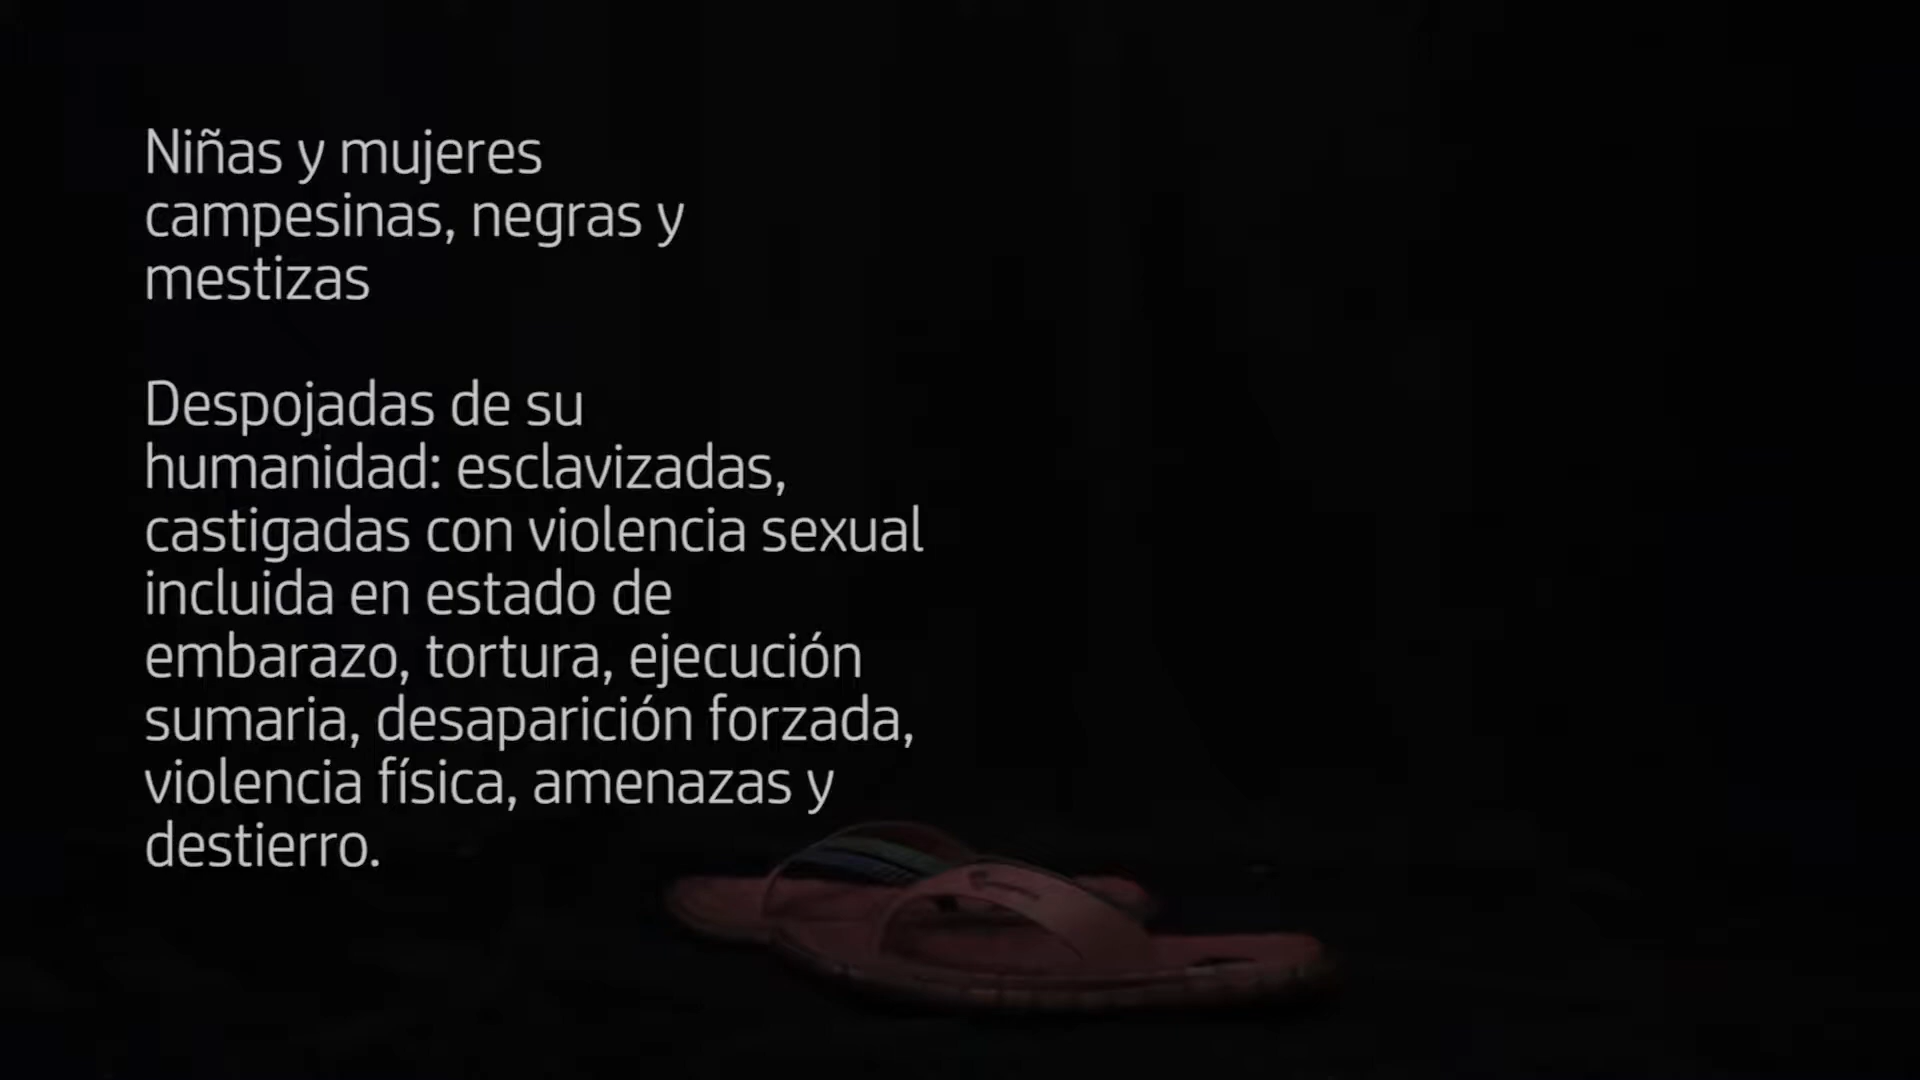 Niñas y mujeres
campesinas, negras y
mestizas
Despojadas de su
humanidad: esclavizadas,
castigadas con violencia sexual
incluida en estado de
embarazo, tortura, ejecución
sumaria, desaparición forzada,
violencia física, amenazas y
destierro.